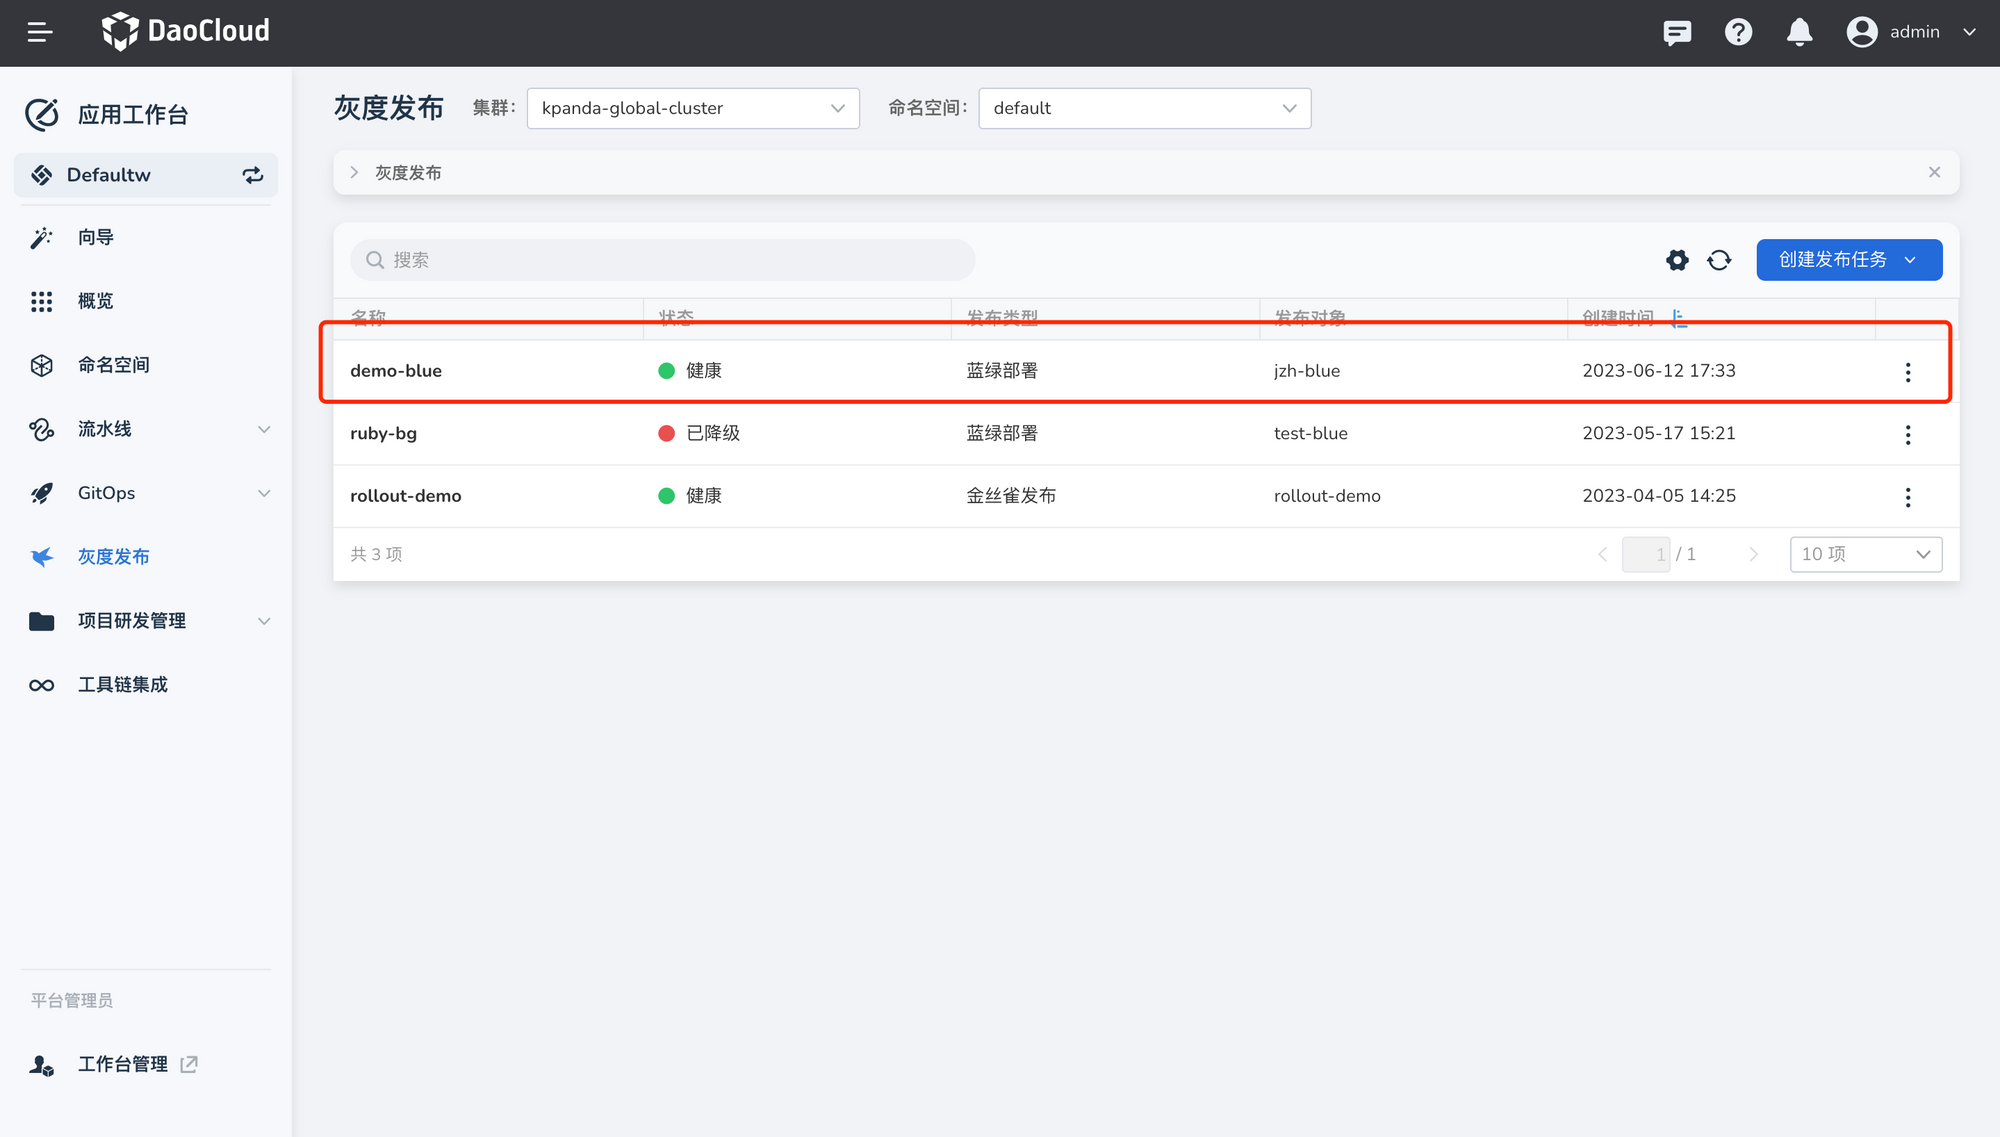 DaoCloud
admin
应用工作台
Defaultw
向导
概览
命名空间
流水线
GitOps
灰度发布
项目研发管理
工具链集成
平台管理员
工作台管理
灰度发布 集群： kpanda-global-cluster 命名空间： default
灰度发布
搜索
创建发布任务
名称 状态 发布类型 发布对象 创建时间
demo-blue 健康 蓝绿部署 jzh-blue 2023-06-12 17:33
ruby-bg 已降级 蓝绿部署 test-blue 2023-05-17 15:21
rollout-demo 健康 金丝雀发布 rollout-demo 2023-04-05 14:25
共 3 项 1 / 1 10 项